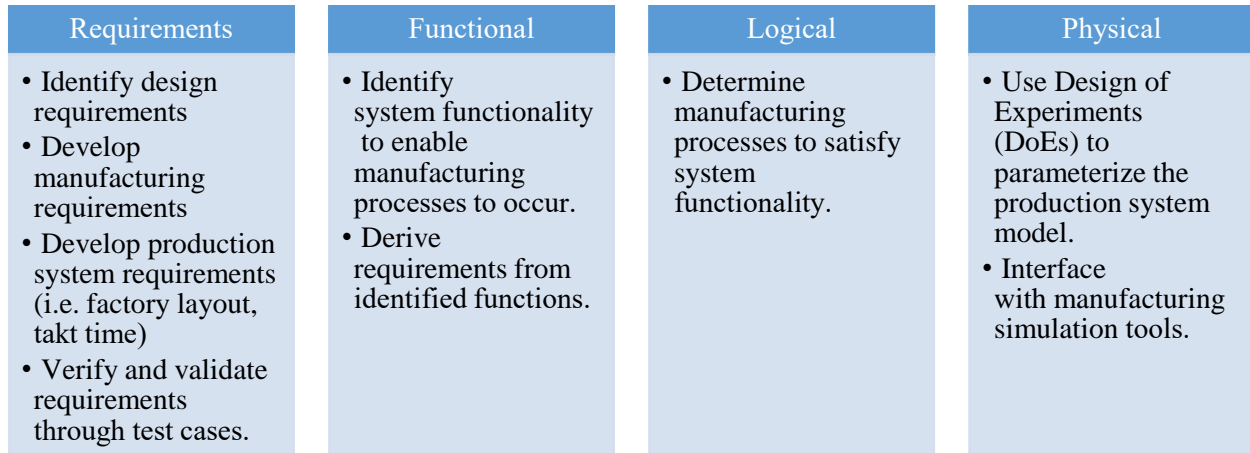 Requirements
• Identify design
requirements
• Develop
manufacturing
requirements
• Develop production
system requirements
(i.e. factory layout,
takt time)
• Verify and validate
requirements
through test cases.
Functional
• Identify
system functionality
to enable
manufacturing
processes to occur.
• Derive
requirements from
identified functions.
Logical
• Determine
manufacturing
processes to satisfy
system
functionality.
Physical
• Use Design of
Experiments
(DoEs) to
parameterize the
production system
model.
• Interface
with manufacturing
simulation tools.